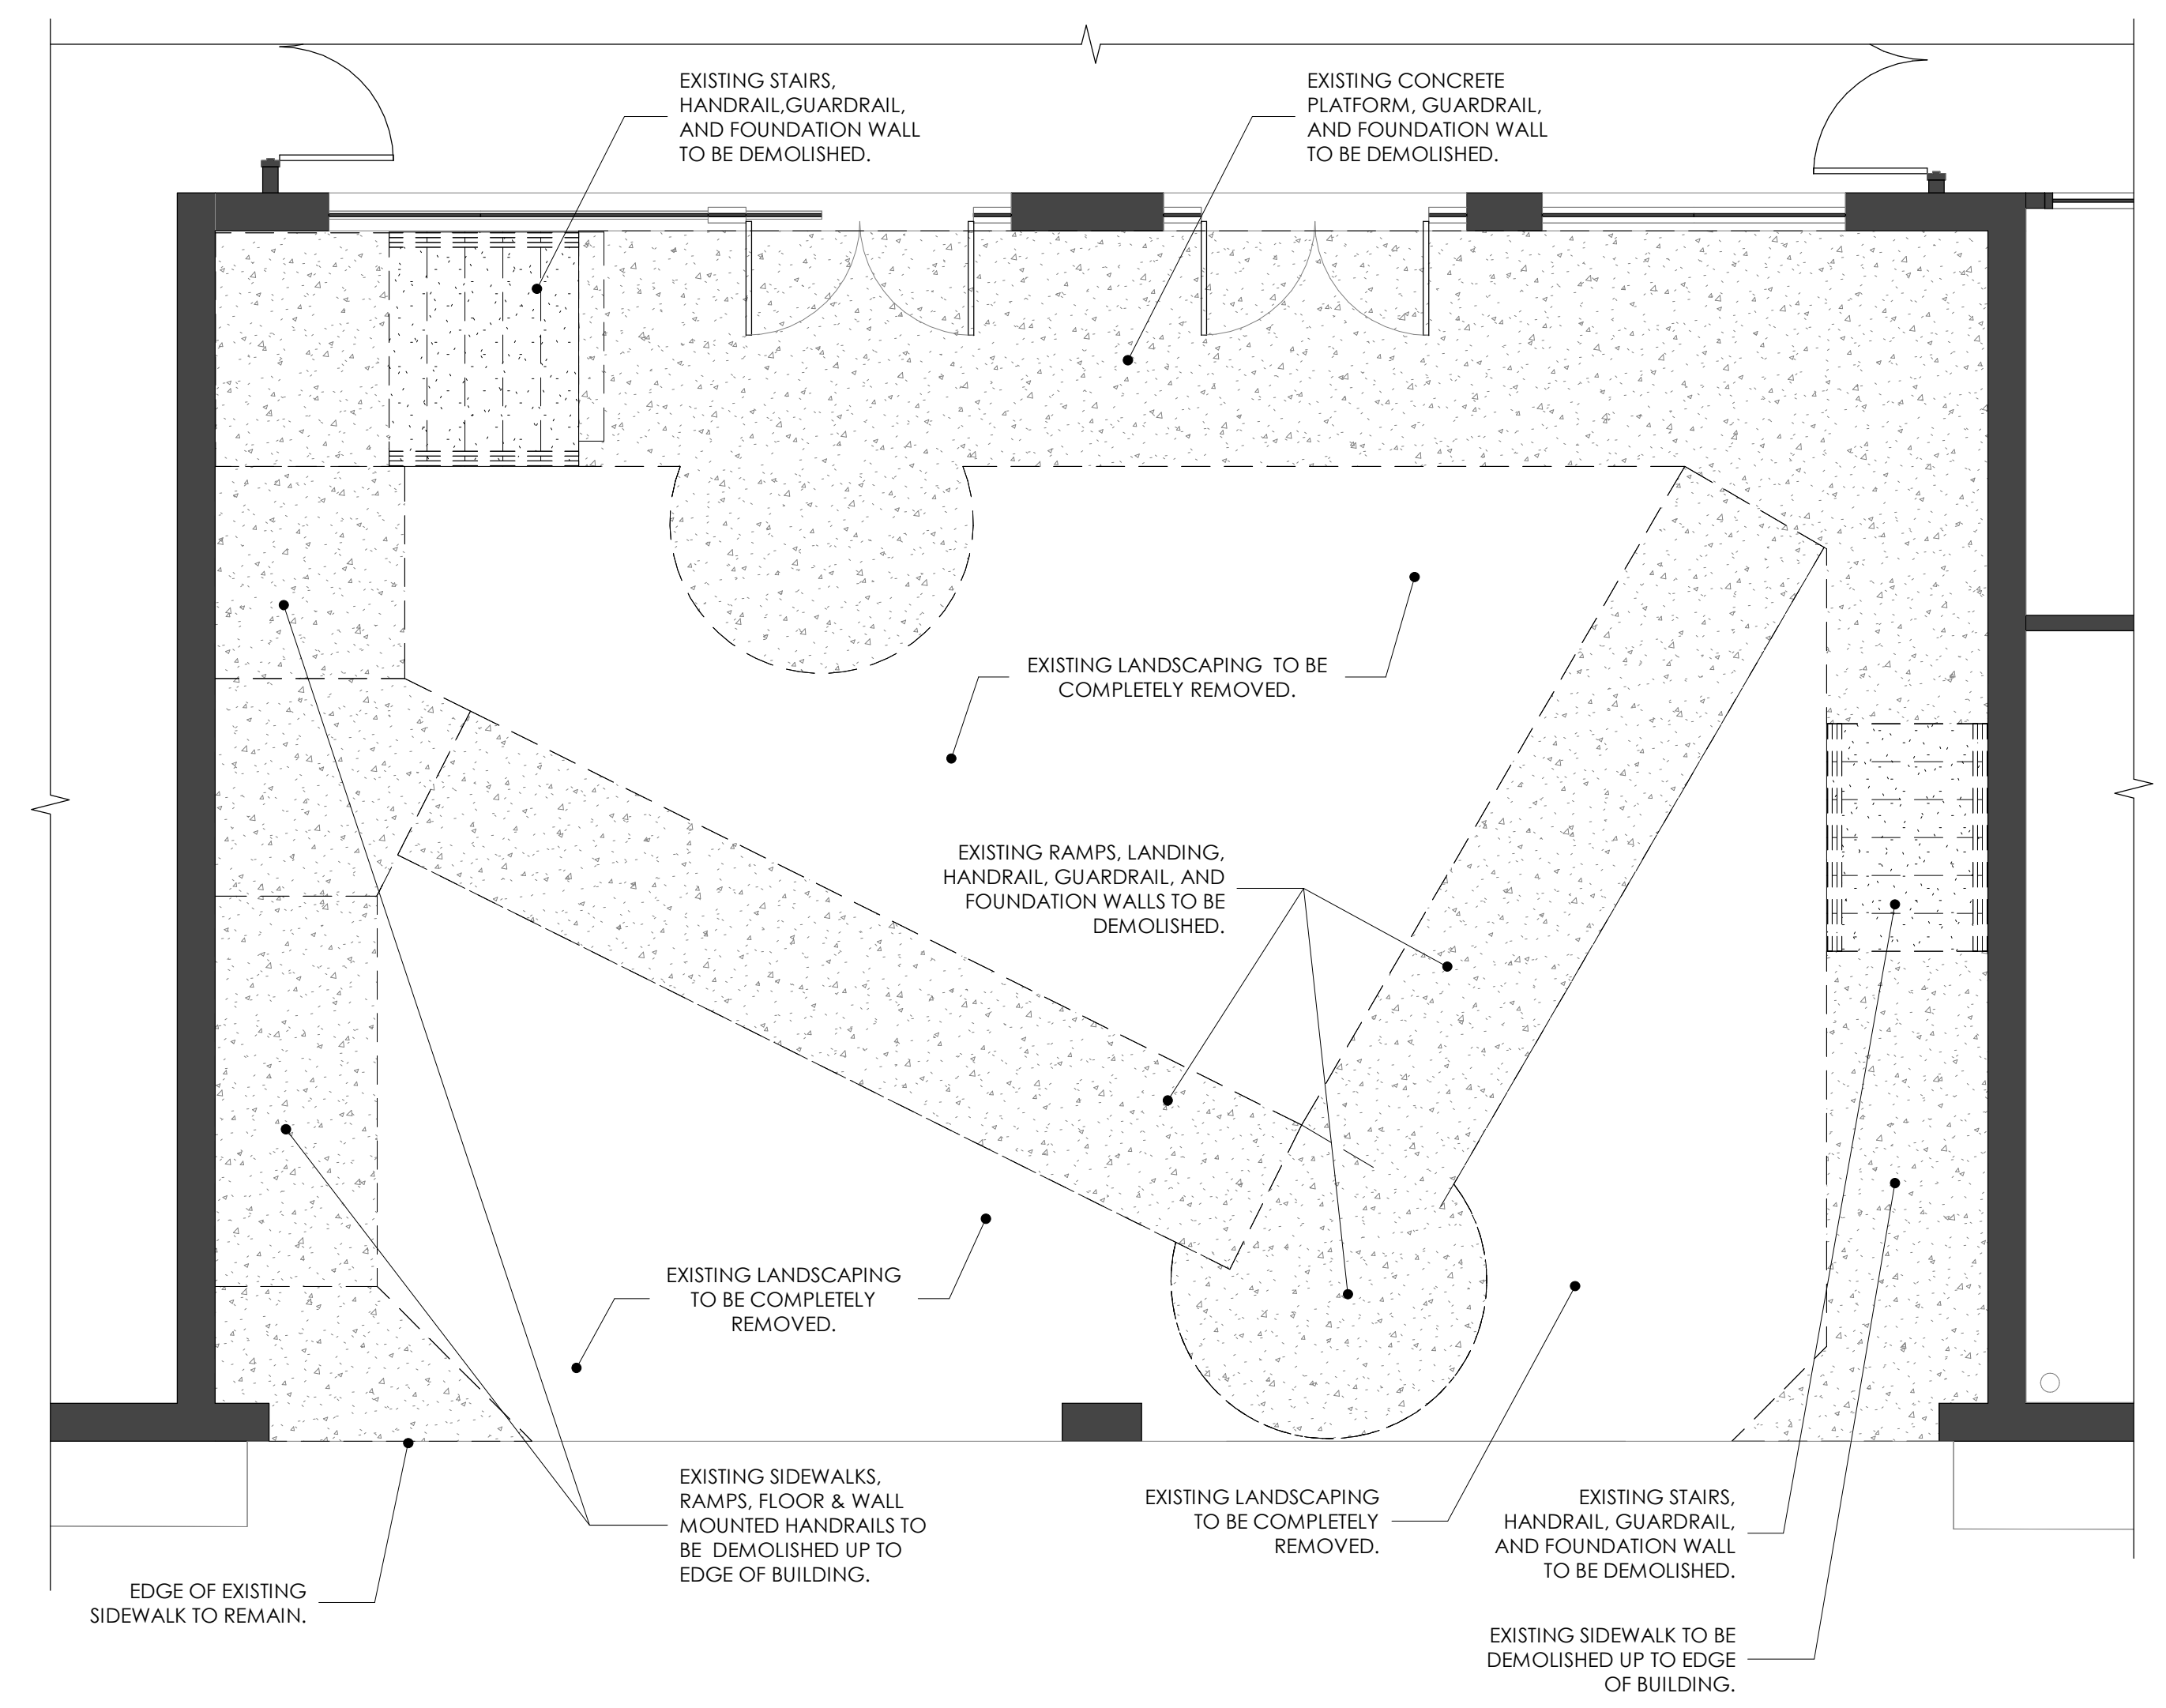 EXISTING STAIRS,
HANDRAIL,GUARDRAIL,
AND FOUNDATION WALL
TO BE DEMOLISHED.
EXISTING CONCRETE
PLATFORM, GUARDRAIL,
AND FOUNDATION WALL
TO BE DEMOLISHED.
EXISTING LANDSCAPING  TO BE
COMPLETELY REMOVED.
EXISTING RAMPS, LANDING,
HANDRAIL, GUARDRAIL, AND
FOUNDATION WALLS TO BE
DEMOLISHED.
EXISTING LANDSCAPING
TO BE COMPLETELY
REMOVED.
EXISTING SIDEWALKS,
RAMPS, FLOOR & WALL
MOUNTED HANDRAILS TO
BE  DEMOLISHED UP TO
EDGE OF BUILDING.
EXISTING LANDSCAPING
TO BE COMPLETELY
REMOVED.
EXISTING STAIRS,
HANDRAIL, GUARDRAIL,
AND FOUNDATION WALL
TO BE DEMOLISHED.
EDGE OF EXISTING
SIDEWALK TO REMAIN.
EXISTING SIDEWALK TO BE
DEMOLISHED UP TO EDGE
OF BUILDING.